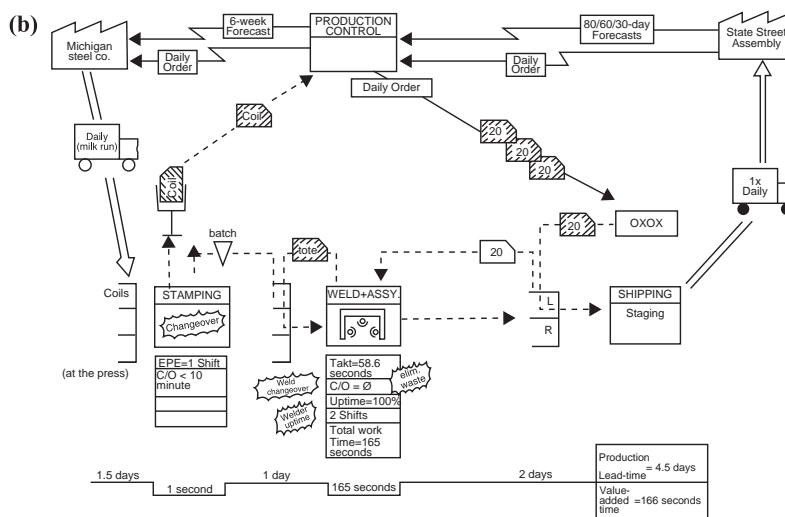 (b)
Michigan
steel co.
6-week
Forecast
PRODUCTION
CONTROL
80/60/30-day
Forecasts
State Street
Assembly
Daily
Order
Daily
Order
Daily Order
Coil
20
20
20
Daily
(milk run)
Coil
1x
Daily
batch
tote
20
20
OXOX
Coils
STAMPING
Changeover
WELD+ASSY.
L
R
SHIPPING
Staging
(at the press)
EPE=1 Shift
C/O < 10
minute
Weld
changeover
Welder
uptime
Takt=58.6
seconds
C/O = Ø
Uptime=100%
2 Shifts
Total work
Time=165
seconds
elim.
waste
1.5 days
1 second
1 day
165 seconds
2 days
Production
Lead-time = 4.5 days
Value-
added =166 seconds
time